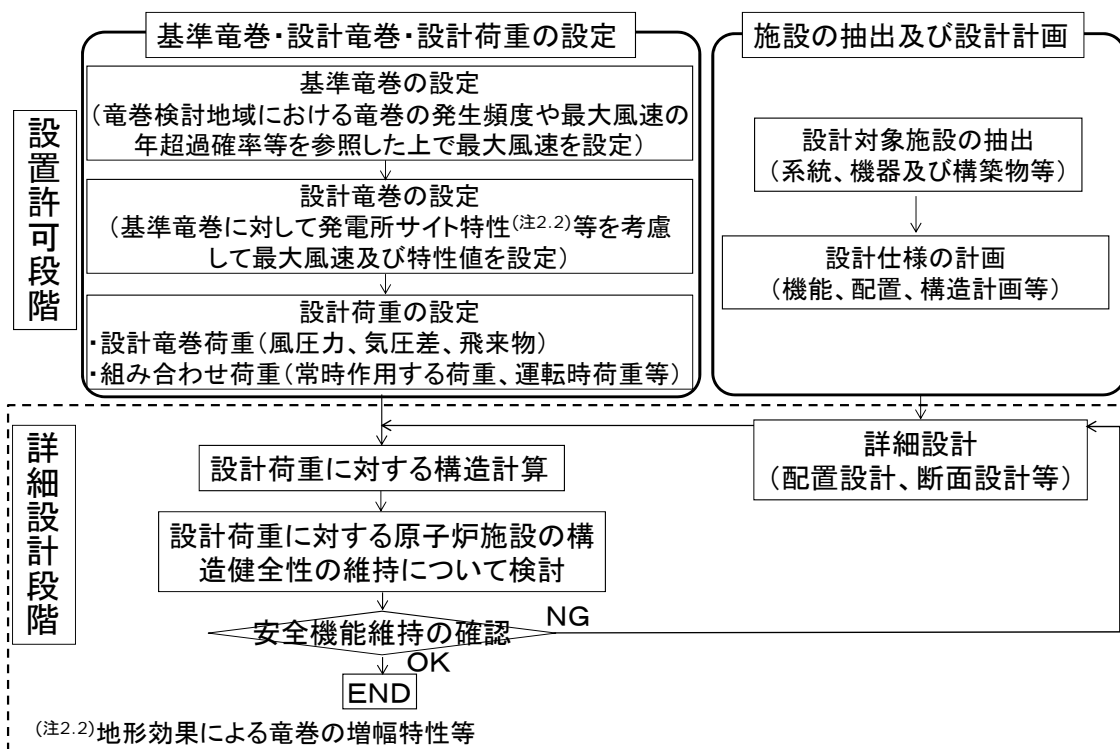 基準竜巻・設計竜巻・設計荷重の設定
設置許可段階
基準竜巻の設定
(竜巻検討地域における竜巻の発生頻度や最大風速の
年超過確率等を参照した上で最大風速を設定)
設計竜巻の設定
(基準竜巻に対して発電所サイト特性(注2.2)等を考慮
して最大風速及び特性値を設定)
設計荷重の設定
・設計竜巻荷重(風圧力、気圧差、飛来物)
・組み合わせ荷重(常時作用する荷重、運転時荷重等)
施設の抽出及び設計計画
設計対象施設の抽出
(系統、機器及び構築物等)
設計仕様の計画
(機能、配置、構造計画等)
詳細設計段階
詳細設計
(配置設計、断面設計等)
設計荷重に対する構造計算
設計荷重に対する原子炉施設の構
造健全性の維持について検討
安全機能維持の確認
NG
OK
END
(注2.2)地形効果による竜巻の増幅特性等